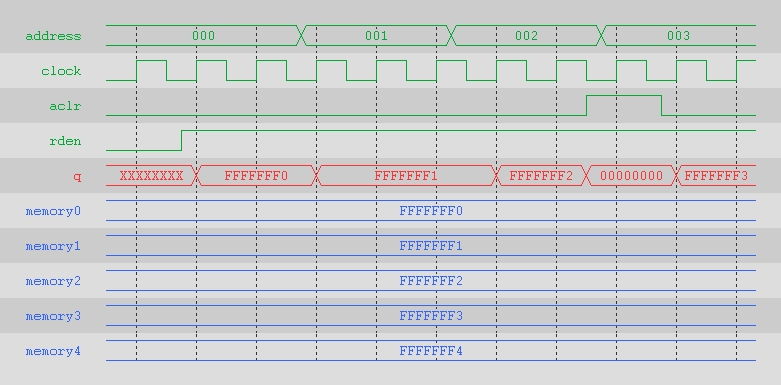 address 000 001 002 003
clock
aclr
rden
q XXXXXXXX FFFFFFF0 FFFFFFF1 FFFFFFF2 00000000 FFFFFFF3
memory0 FFFFFFF0
memory1 FFFFFFF1
memory2 FFFFFFF2
memory3 FFFFFFF3
memory4 FFFFFFF4